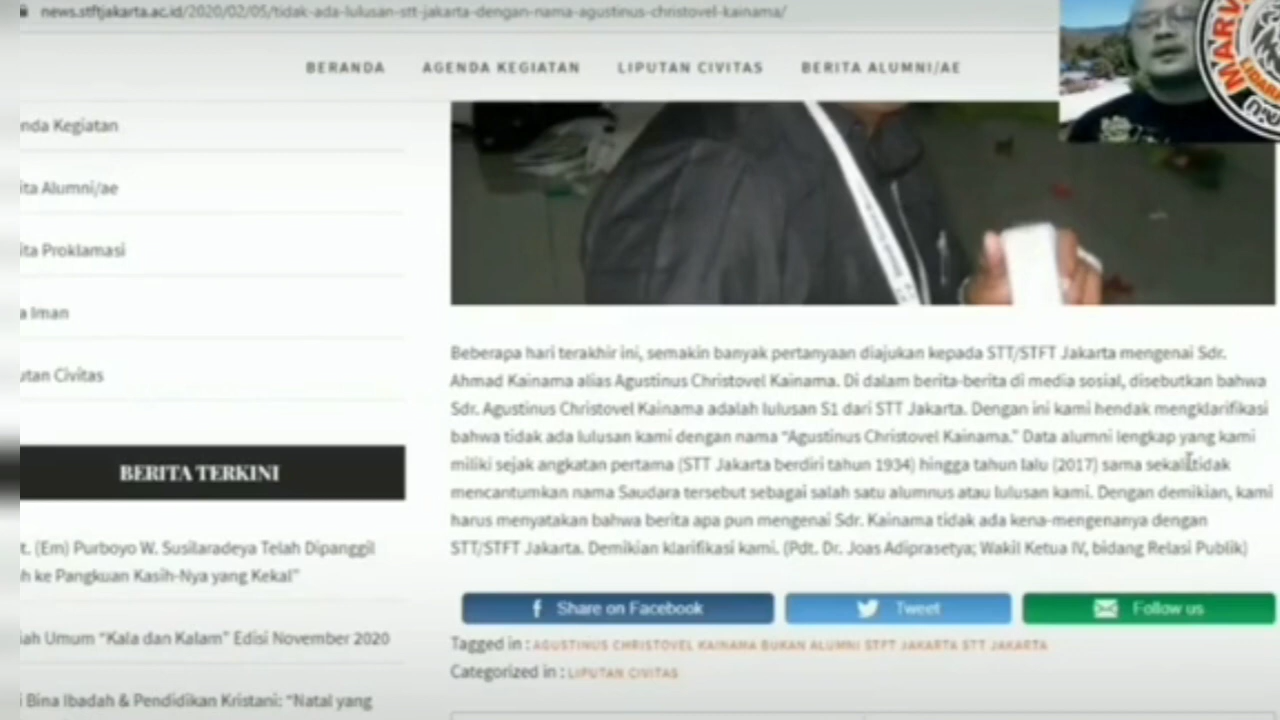 news.stftjakarta.ac.id/2020/02/05/tidak-ada-lulusan-stt-jakarta-dengan-nama-agustinus-christovel-kainama/
BERANDA AGENDA KEGIATAN LIPUTAN CIVITAS BERITA ALUMNI/AE
nda Kegiatan
ita Alumni/ae
ita Proklamasi
a Iman
utan Civitas
BERITA TERKINI
t. (Em) Purboyo W. Susilaradeya Telah Dipanggil
h ke Pangkuan Kasih-Nya yang Kekal”
iah Umum “Kala dan Kalam” Edisi November 2020
i Bina Ibadah & Pendidikan Kristani: “Natal yang
Beberapa hari terakhir ini, semakin banyak pertanyaan diajukan kepada STT/STFT Jakarta mengenai Sdr.
Ahmad Kainama alias Agustinus Christovel Kainama. Di dalam berita-berita di media sosial, disebutkan bahwa
Sdr. Agustinus Christovel Kainama adalah lulusan S1 dari STT Jakarta. Dengan ini kami hendak mengklarifikasi
bahwa tidak ada lulusan kami dengan nama “Agustinus Christovel Kainama.” Data alumni lengkap yang kami
miliki sejak angkatan pertama (STT Jakarta berdiri tahun 1934) hingga tahun lalu (2017) sama sekali tidak
mencantumkan nama Saudara tersebut sebagai salah satu alumnus atau lulusan kami. Dengan demikian, kami
harus menyatakan bahwa berita apa pun mengenai Sdr. Kainama tidak ada kena-mengenanya dengan
STT/STFT Jakarta. Demikian klarifikasi kami. (Pdt. Dr. Joas Adiprasetya; Wakil Ketua IV, bidang Relasi Publik)
Share on Facebook Tweet Follow us
Tagged in : AGUSTINUS CHRISTOVEL KAINAMA BUKAN ALUMNI STFT JAKARTA STT JAKARTA
Categorized in : LIPUTAN CIVITAS